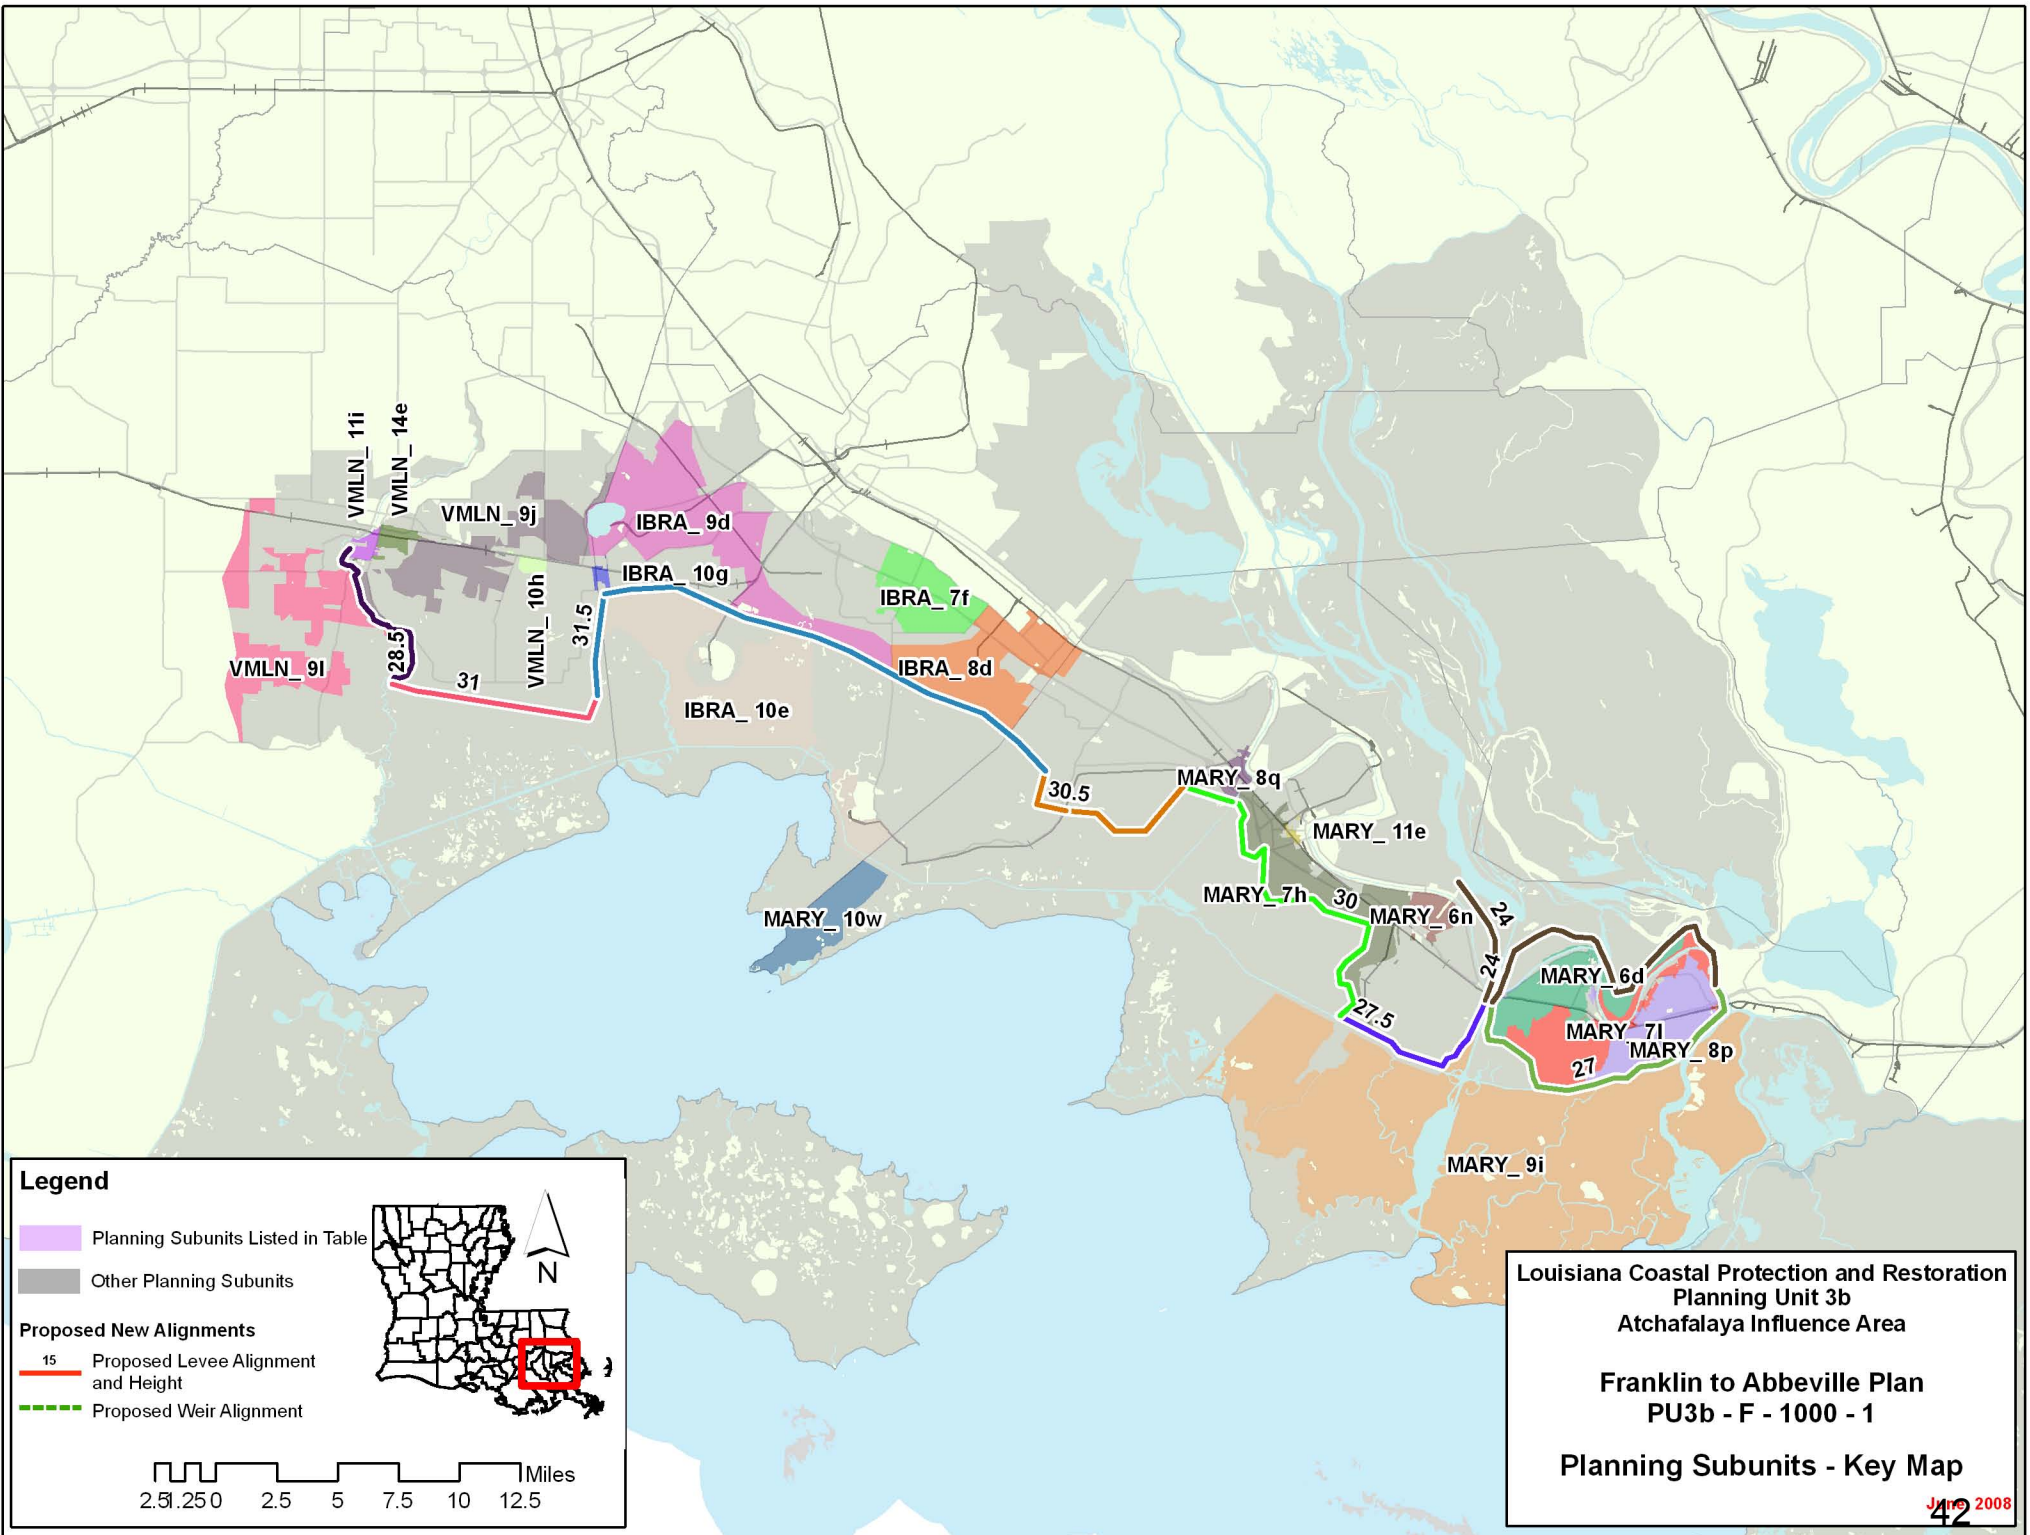 VMLN_ 11i
VMLN_ 14e
VMLN_ 9j
IBRA_ 9d
IBRA_ 10g
VMLN_ 10h
31.5
IBRA_ 7f
28.5
VMLN_ 9l
31
IBRA_ 8d
IBRA_ 10e
MARY_ 8q
30.5
MARY_ 11e
MARY_ 7h
30
MARY_ 10w
MARY_ 6n
24
24
MARY_ 6d
27.5
MARY_ 7l
MARY_ 8p
27
MARY_ 9i
Legend
Planning Subunits Listed in Table
Other Planning Subunits
Proposed New Alignments
15 Proposed Levee Alignment
and Height
Proposed Weir Alignment
N
Miles
2.5 1.25 0 2.5 5 7.5 10 12.5
Louisiana Coastal Protection and Restoration
Planning Unit 3b
Atchafalaya Influence Area
Franklin to Abbeville Plan
PU3b - F - 1000 - 1
Planning Subunits - Key Map
June 2008
42